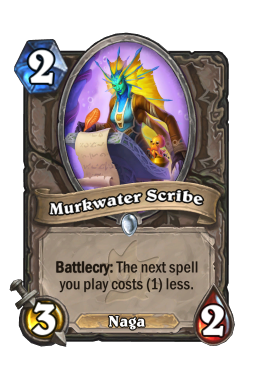 2
Murkwater Scribe
Battlecry: The next spell
you play costs (1) less.
3
Naga
2